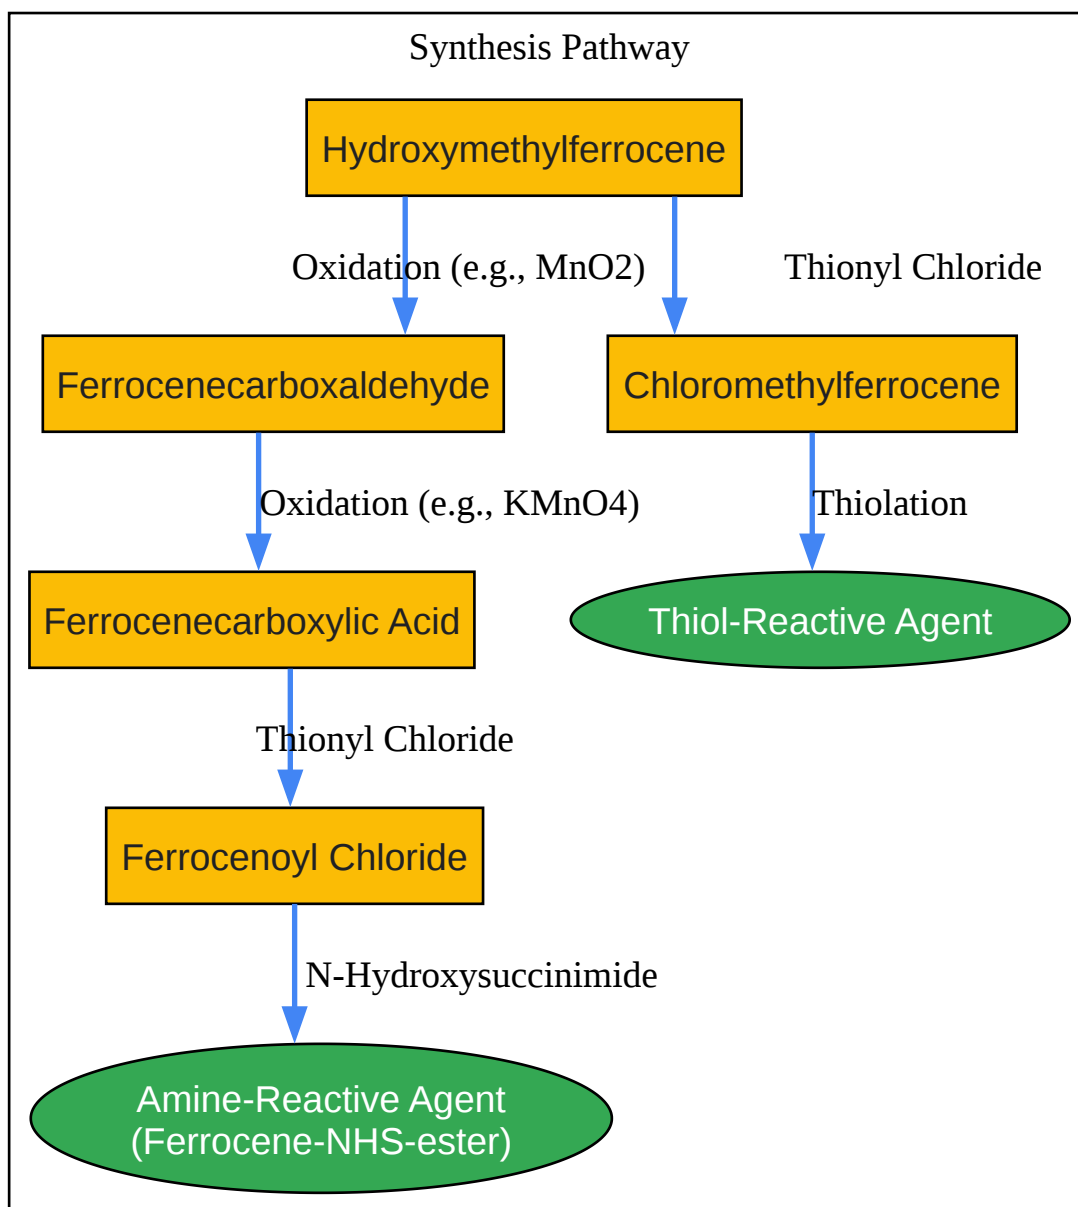 Synthesis Pathway
Hydroxymethylferrocene
Oxidation (e.g., MnO2)
Thionyl Chloride
Ferrocenecarboxaldehyde
Chloromethylferrocene
Oxidation (e.g., KMnO4)
Thiolation
Ferrocenecarboxylic Acid
Thiol-Reactive Agent
Thionyl Chloride
Ferrocenoyl Chloride
N-Hydroxysuccinimide
Amine-Reactive Agent
(Ferrocene-NHS-ester)